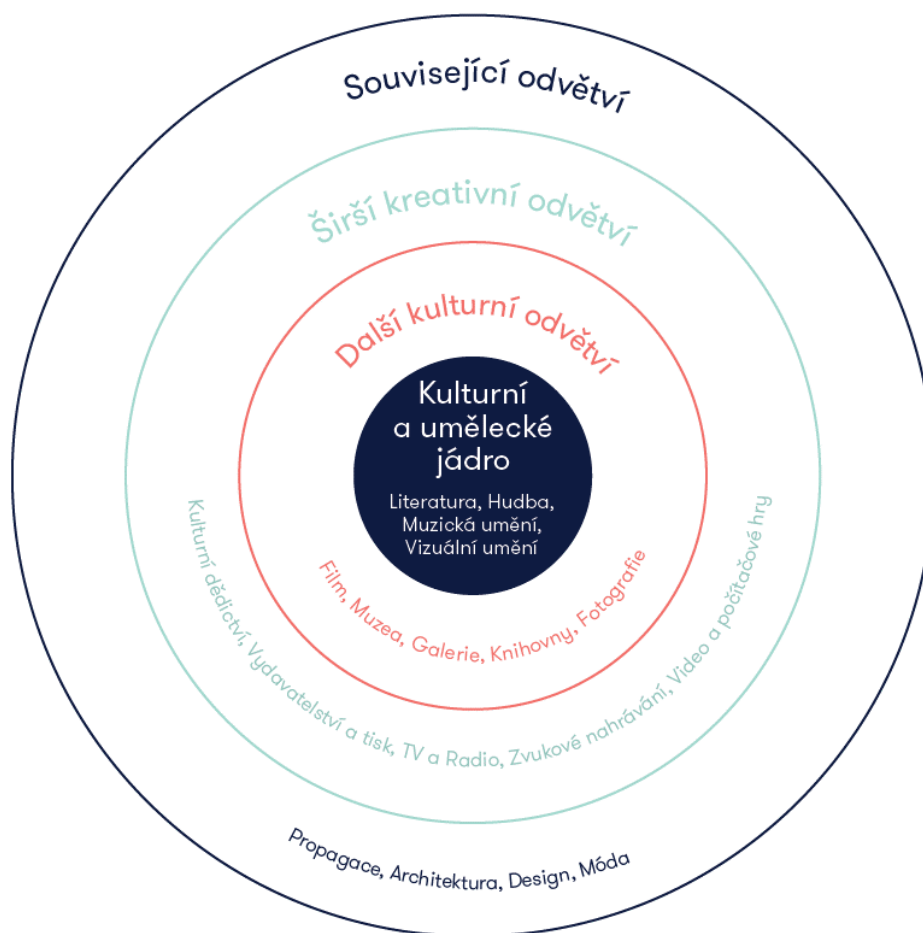 Související odvětví
Širší kreativní odvětví
Další kulturní odvětví
Kulturní
a umělecké
jádro
Literatura, Hudba,
Muzická umění,
Vizuální umění
Film, Muzea, Galerie, Knihovny, Fotografie
Kulturní dědictví, Vydavatelství a tisk, TV a Radio, Zvukové nahrávání, Video a počítačové hry
Propagace, Architektura, Design, Móda